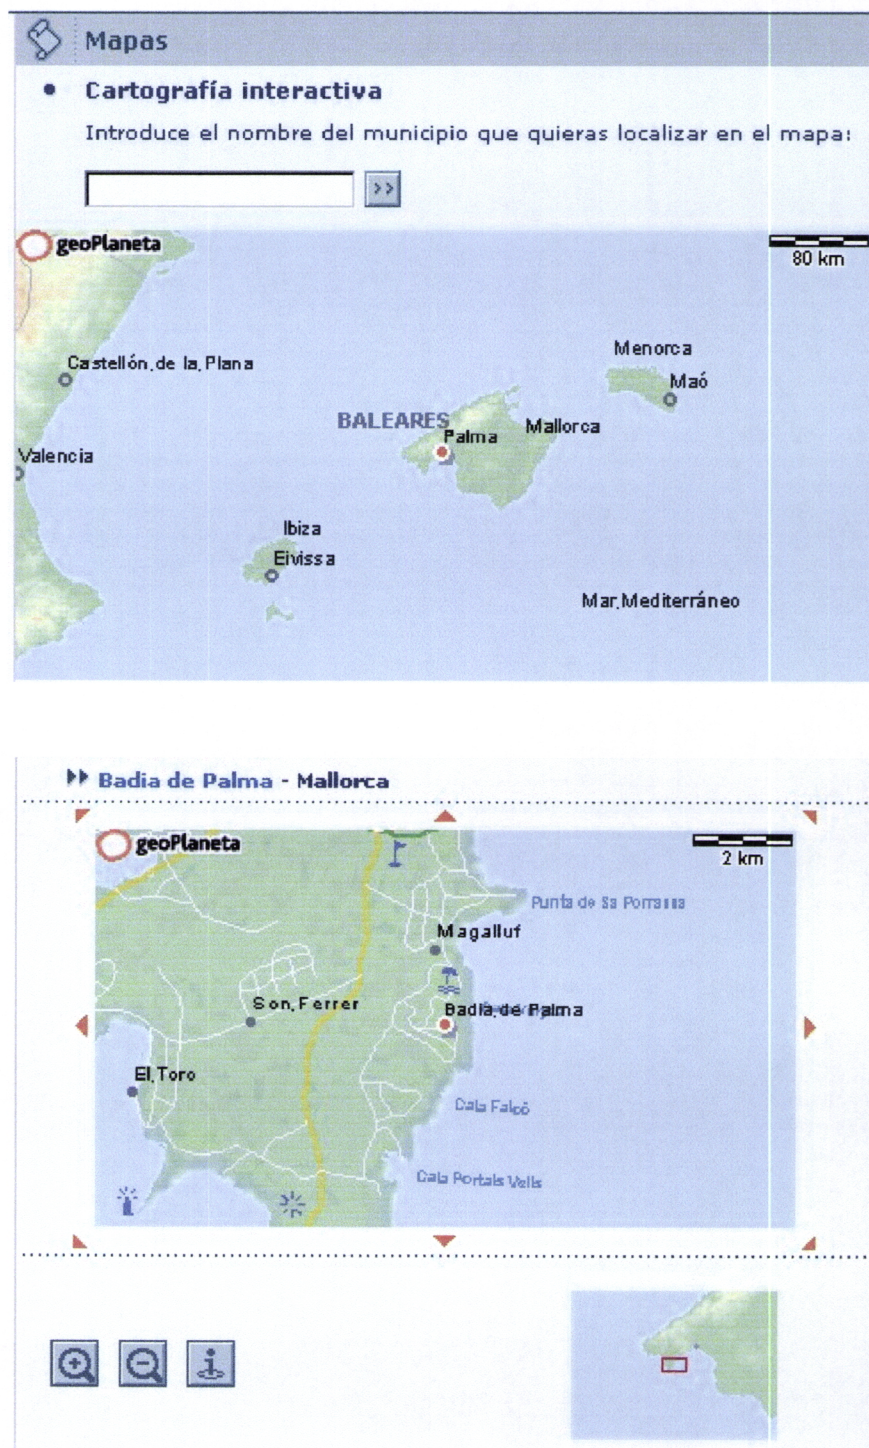 Mapas
Cartografía interactiva
Introduce el nombre del municipio que quieras localizar en el mapa:
>>
geoPlaneta
80 km
Menorca
Castellón, de la, Plana
Maó
BALEARES
Mallorca
Palma
Valencia
Ibiza
Eivissa
Mar, Mediterráneo
Badia de Palma - Mallorca
geoPlaneta
2 km
Punta de Sa Porrassa
Magalluf
Son, Ferrer
Badía, de Palma
El, Toro
Cala Falcó
Cala Portals Vells